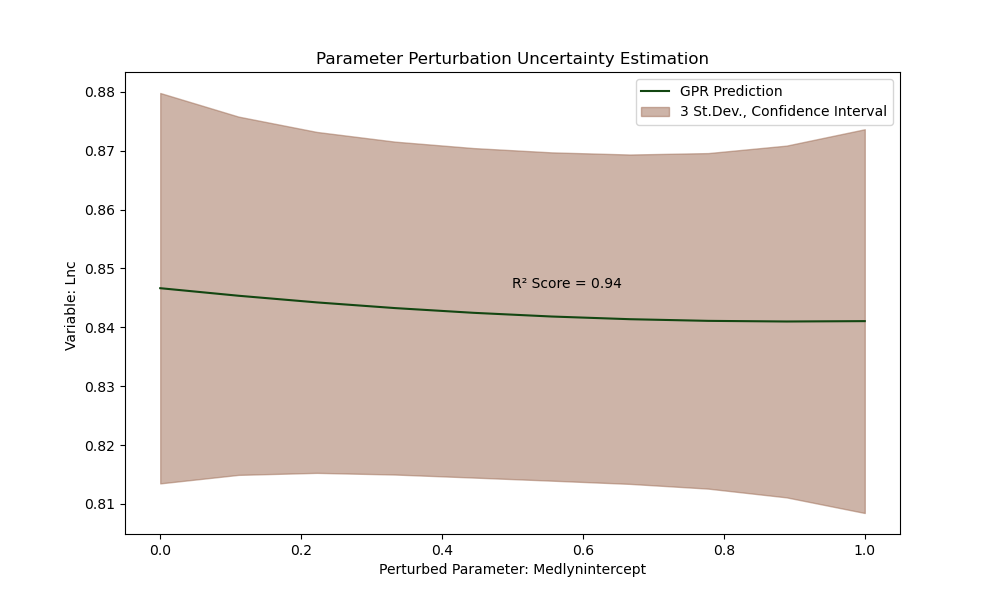 Parameter Perturbation Uncertainty Estimation
GPR Prediction
3 St.Dev., Confidence Interval
0.88
0.87
0.86
0.85
0.84
0.83
0.82
0.81
Variable: Lnc
R² Score = 0.94
0.0 0.2 0.4 0.6 0.8 1.0
Perturbed Parameter: Medlynintercept